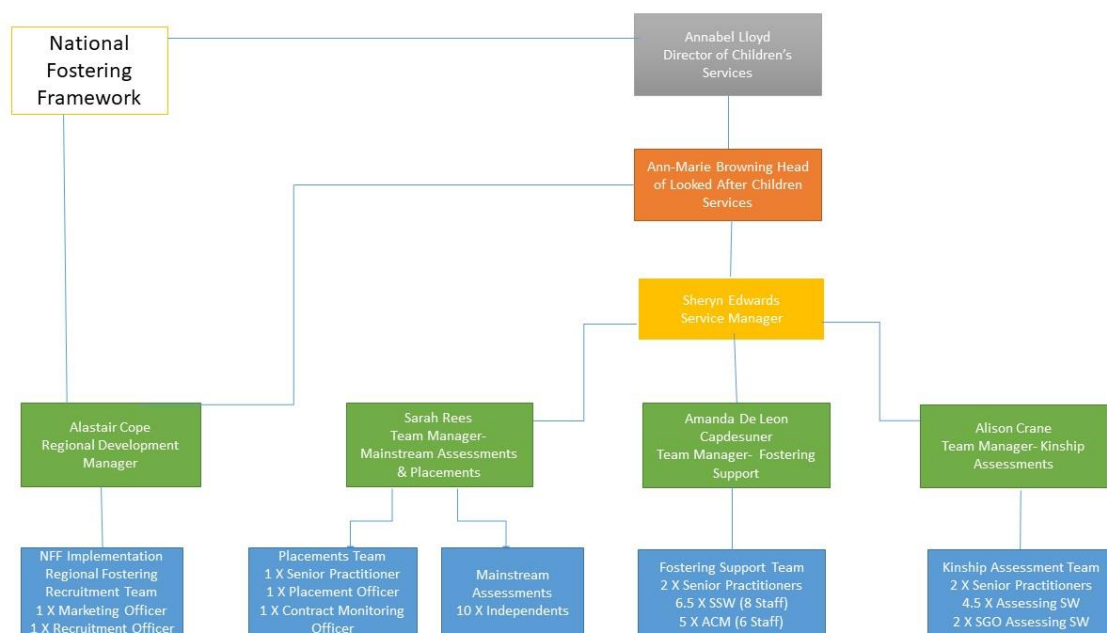 National
Fostering
Framework
Annabel Lloyd
Director of Children's
Services
Ann-Marie Browning Head
of Looked After Children
Services
Sheryn Edwards
Service Manager
Alastair Cope
Regional Development
Manager
Sarah Rees
Team Manager-
Mainstream Assessments
& Placements
Amanda De Leon
Capdesuner
Team Manager- Fostering
Support
Alison Crane
Team Manager- Kinship
Assessments
NFF Implementation
Regional Fostering
Recruitment Team
1 X Marketing Officer
1 X Recruitment Officer
Placements Team
1 X Senior Practitioner
1 X Placement Officer
1 X Contract Monitoring
Officer
Mainstream
Assessments
10 X Independents
Fostering Support Team
2 X Senior Practitioners
6.5 X SSW (8 Staff)
5 X ACM (6 Staff)
Kinship Assessment Team
2 X Senior Practitioners
4.5 X Assessing SW
2 X SGO Assessing SW